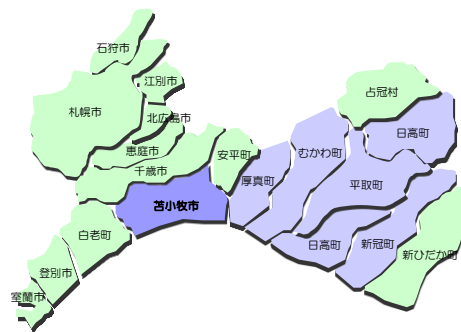 石狩市
江別市
札幌市
北広島市
恵庭市
千歳市
安平町
占冠村
日高町
むかわ町
厚真町
平取町
苫小牧市
白老町
日高町
新冠町
新ひだか町
登別市
室蘭市